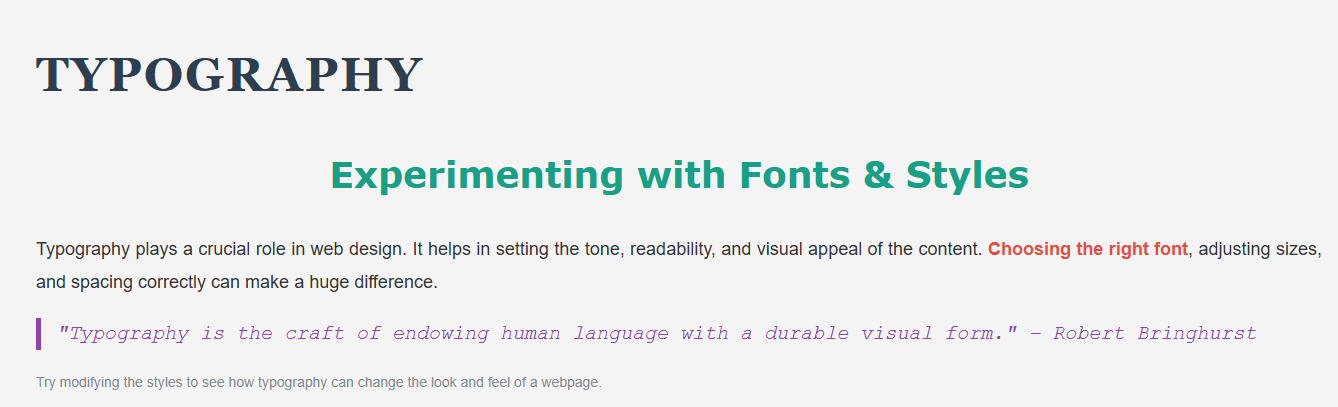 TYPOGRAPHY
Experimenting with Fonts & Styles
Typography plays a crucial role in web design. It helps in setting the tone, readability, and visual appeal of the content. Choosing the right font, adjusting sizes,
and spacing correctly can make a huge difference.
"Typography is the craft of endowing human language with a durable visual form." – Robert Bringhurst
Try modifying the styles to see how typography can change the look and feel of a webpage.